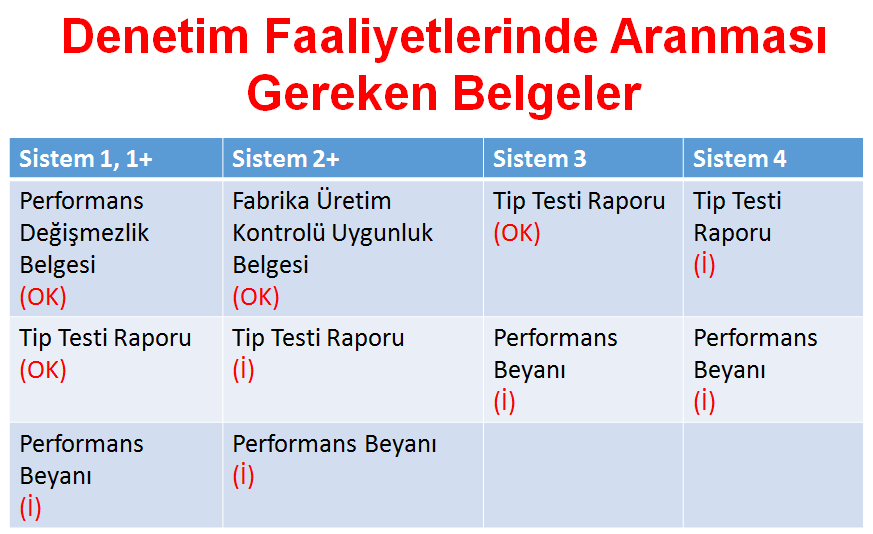 Denetim Faaliyetlerinde Aranması
Gereken Belgeler
Sistem 1, 1+
Sistem 2+
Sistem 3
Sistem 4
Performans
Değişmezlik
Belgesi
(OK)
Fabrika Üretim
Kontrolü Uygunluk
Belgesi
(OK)
Tip Testi Raporu
(OK)
Tip Testi
Raporu
(İ)
Tip Testi Raporu
(OK)
Tip Testi Raporu
(İ)
Performans
Beyanı
(İ)
Performans
Beyanı
(İ)
Performans
Beyanı
(İ)
Performans Beyanı
(İ)